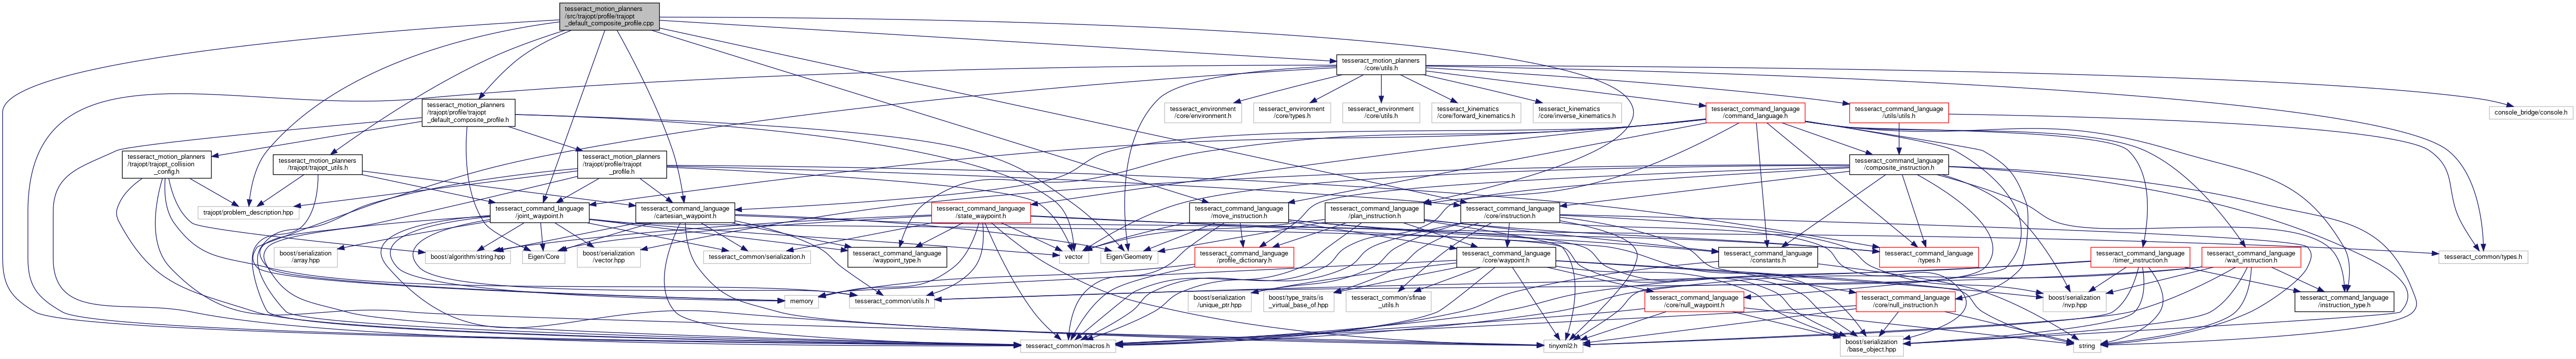 tesseract_motion_planners
/src/trajopt/profile/trajopt
_default_composite_profile.cpp
tesseract_motion_planners
/core/utils.h
tesseract_motion_planners
/trajopt/profile/trajopt
_default_composite_profile.h
tesseract_environment
/core/environment.h
tesseract_environment
/core/types.h
tesseract_environment
/core/utils.h
tesseract_kinematics
/core/forward_kinematics.h
tesseract_kinematics
/core/inverse_kinematics.h
tesseract_command_language
/command_language.h
tesseract_command_language
/utils/utils.h
console_bridge/console.h
tesseract_motion_planners
/trajopt/trajopt_collision
_config.h
tesseract_motion_planners
/trajopt/trajopt_utils.h
tesseract_motion_planners
/trajopt/profile/trajopt
_profile.h
tesseract_command_language
/composite_instruction.h
trajopt/problem_description.hpp
tesseract_command_language
/joint_waypoint.h
tesseract_command_language
/cartesian_waypoint.h
tesseract_command_language
/state_waypoint.h
tesseract_command_language
/move_instruction.h
tesseract_command_language
/plan_instruction.h
tesseract_command_language
/core/instruction.h
boost/serialization
/array.hpp
boost/algorithm/string.hpp
Eigen/Core
boost/serialization
/vector.hpp
tesseract_common/serialization.h
tesseract_command_language
/waypoint_type.h
vector
Eigen/Geometry
tesseract_command_language
/profile_dictionary.h
tesseract_command_language
/core/waypoint.h
tesseract_command_language
/constants.h
tesseract_command_language
/types.h
tesseract_command_language
/timer_instruction.h
tesseract_command_language
/wait_instruction.h
tesseract_common/types.h
memory
tesseract_common/utils.h
boost/serialization
/unique_ptr.hpp
boost/type_traits/is
_virtual_base_of.hpp
tesseract_common/sfinae
_utils.h
tesseract_command_language
/core/null_waypoint.h
tesseract_command_language
/core/null_instruction.h
boost/serialization
/nvp.hpp
tesseract_command_language
/instruction_type.h
tesseract_common/macros.h
tinyxml2.h
boost/serialization
/base_object.hpp
string